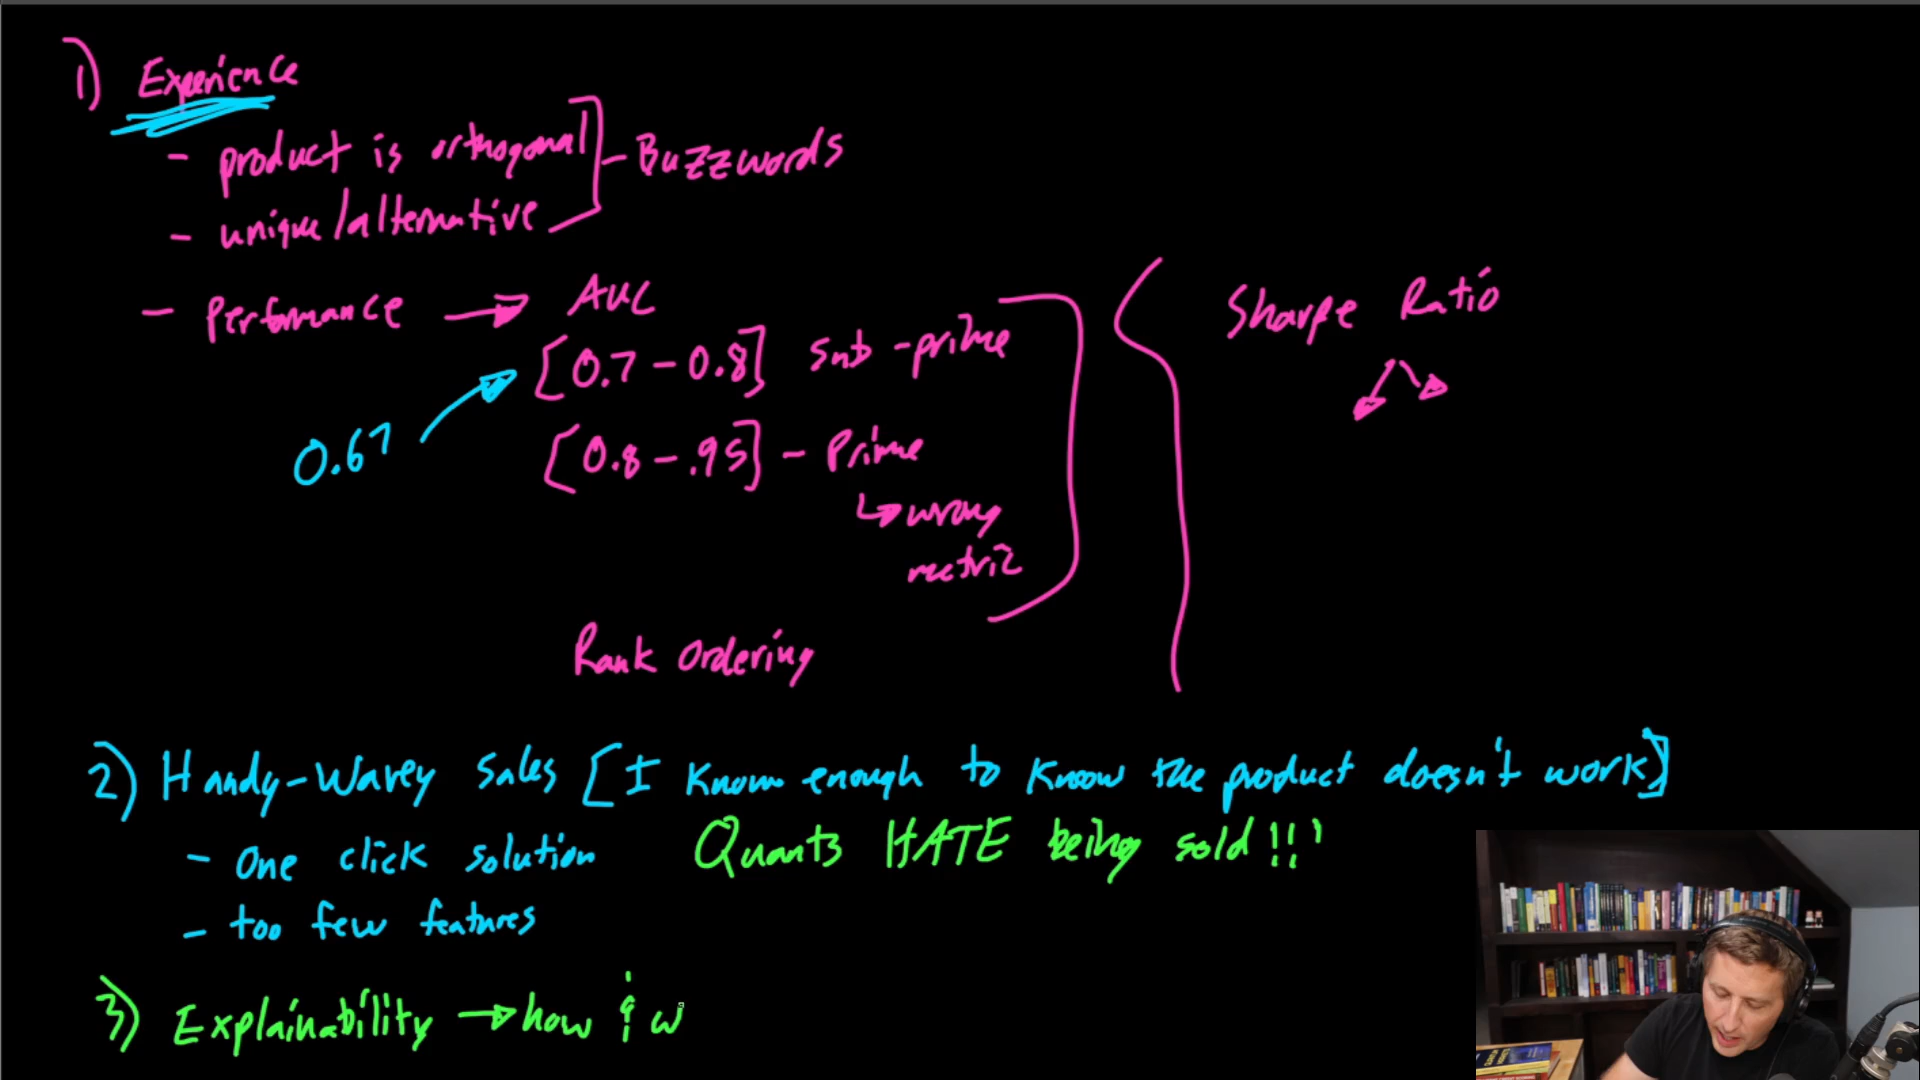 1) Experience
- product is orthogonal
- unique/alternative
- Buzzwords
- Performance → AUC
[0.7-0.8] sub-prime
0.67
[0.8-.95] - Prime
↳ wrong
metric
Rank Ordering
Sharpe Ratio
2) Handy-Wavey Sales [I know enough to know the product doesn't work]
- One click solution
Quants HATE being sold!!!
- too few features
3) Explainability → how & w